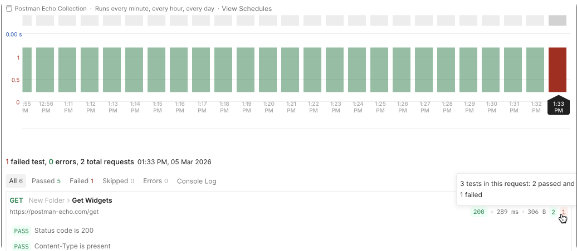 Postman Echo Collection · Runs every minute, every hour, every day · View Schedules
0.00 s
1
0.5
0
12:56 PM 1:11 PM 1:12 PM 1:13 PM 1:14 PM 1:15 PM 1:16 PM 1:17 PM 1:18 PM 1:19 PM 1:20 PM 1:21 PM 1:22 PM 1:23 PM 1:24 PM 1:25 PM 1:26 PM 1:27 PM 1:28 PM 1:29 PM 1:30 PM 1:31 PM 1:32 PM 1:33 PM
1 failed test, 0 errors, 2 total requests 01:33 PM, 05 Mar 2026
All 6 Passed 5 Failed 1 Skipped 0 Errors 0 Console Log
3 tests in this request: 2 passed and
1 failed
GET New Folder > Get Widgets
https://postman-echo.com/get 200 · 289 ms · 306 B 2
PASS Status code is 200
PASS Content-Type is present